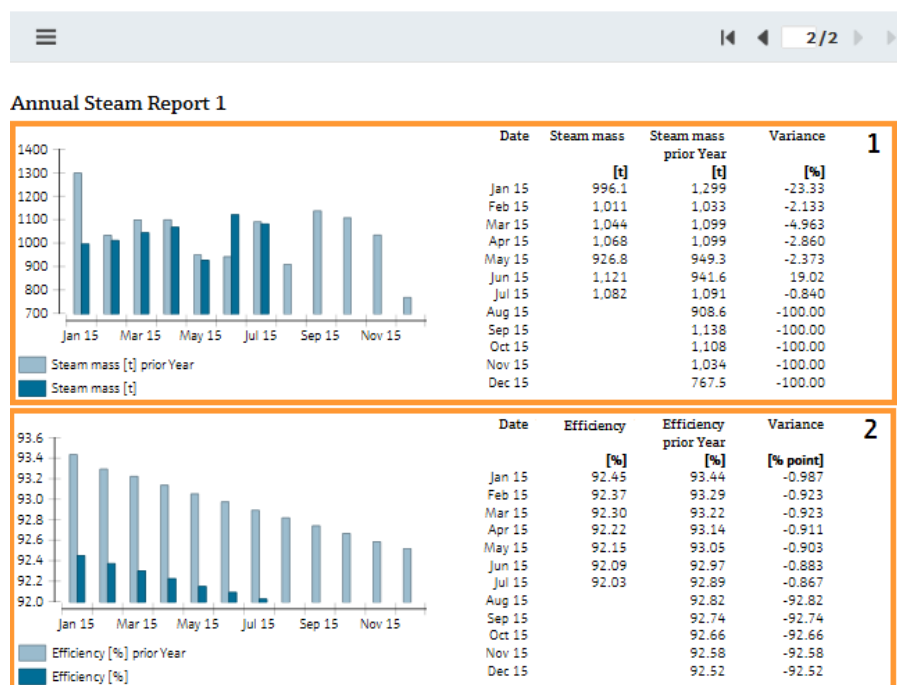 2/2
Annual Steam Report 1
1
1400
1300
1200
1100
1000
900
800
700
Jan 15 Mar 15 May 15 Jul 15 Sep 15 Nov 15
Steam mass [t] prior Year
Steam mass [t]
Date Steam mass Steam mass Variance
prior Year
[t] [t] [%]
Jan 15 996.1 1,299 -23.33
Feb 15 1,011 1,033 -2.133
Mar 15 1,044 1,099 -4.963
Apr 15 1,068 1,099 -2.860
May 15 926.8 949.3 -2.373
Jun 15 1,121 941.6 19.02
Jul 15 1,082 1,091 -0.840
Aug 15 908.6 -100.00
Sep 15 1,138 -100.00
Oct 15 1,108 -100.00
Nov 15 1,034 -100.00
Dec 15 767.5 -100.00
2
93.6
93.4
93.2
93.0
92.8
92.6
92.4
92.2
92.0
Jan 15 Mar 15 May 15 Jul 15 Sep 15 Nov 15
Efficiency [%] prior Year
Efficiency [%]
Date Efficiency Efficiency Variance
prior Year
[%] [%] [% point]
Jan 15 92.45 93.44 -0.987
Feb 15 92.37 93.29 -0.923
Mar 15 92.30 93.22 -0.923
Apr 15 92.22 93.14 -0.911
May 15 92.15 93.05 -0.903
Jun 15 92.09 92.97 -0.883
Jul 15 92.03 92.89 -0.867
Aug 15 92.82 -92.82
Sep 15 92.74 -92.74
Oct 15 92.66 -92.66
Nov 15 92.58 -92.58
Dec 15 92.52 -92.52